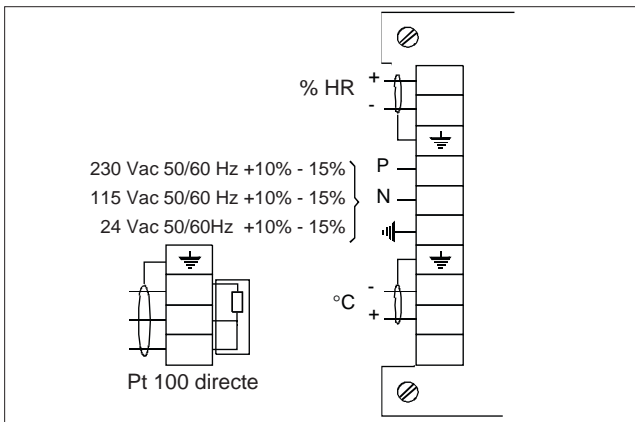 % HR
+
-
P
230 Vac 50/60 Hz +10% - 15%
N
115 Vac 50/60 Hz +10% - 15%
24 Vac 50/60Hz +10% - 15%
°C
-
+
Pt 100 directe